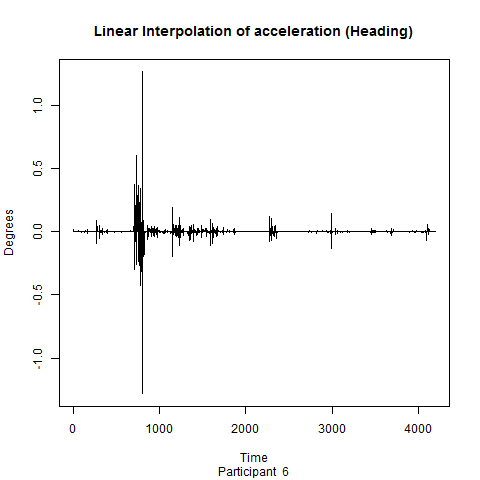 Linear Interpolation of acceleration (Heading)
1.0
0.5
0.0
-0.5
-1.0
Degrees
0 1000 2000 3000 4000
Time
Participant 6